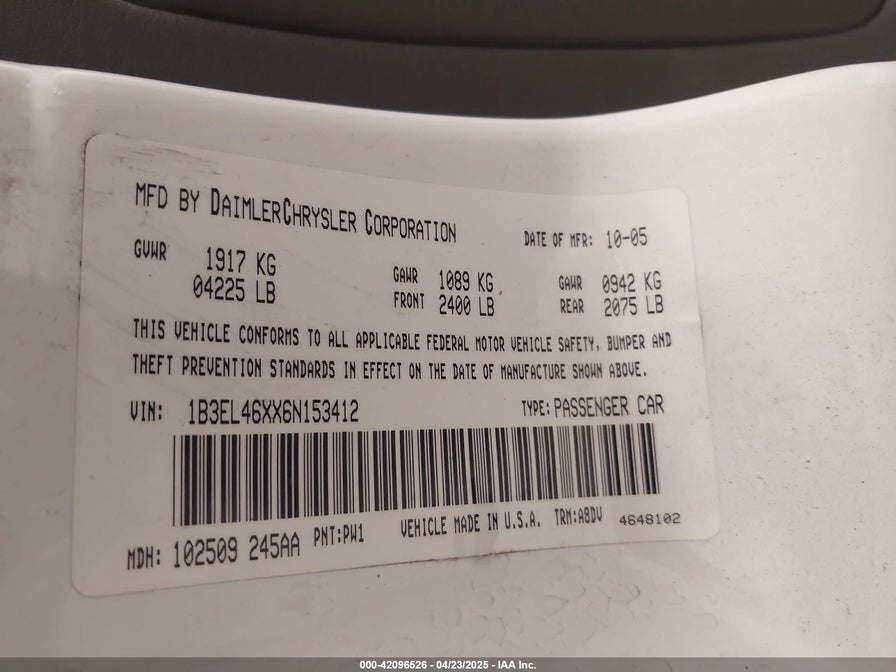 MFD BY DAIMLERCHRYSLER CORPORATION
DATE OF MFR: 10-05
GVWR 1917 KG
04225 LB
GAWR 1089 KG
FRONT 2400 LB
GAWR 0942 KG
REAR 2075 LB
THIS VEHICLE CONFORMS TO ALL APPLICABLE FEDERAL MOTOR VEHICLE SAFETY, BUMPER AND
THEFT PREVENTION STANDARDS IN EFFECT ON THE DATE OF MANUFACTURE SHOWN ABOVE.
VIN: 1B3EL46XX6N153412
TYPE: PASSENGER CAR
MDH: 102509 245AA
PNT: PW1
VEHICLE MADE IN U.S.A.
TRM: A8DV
4648102
000-42096526 - 04/23/2025 - IAA Inc.